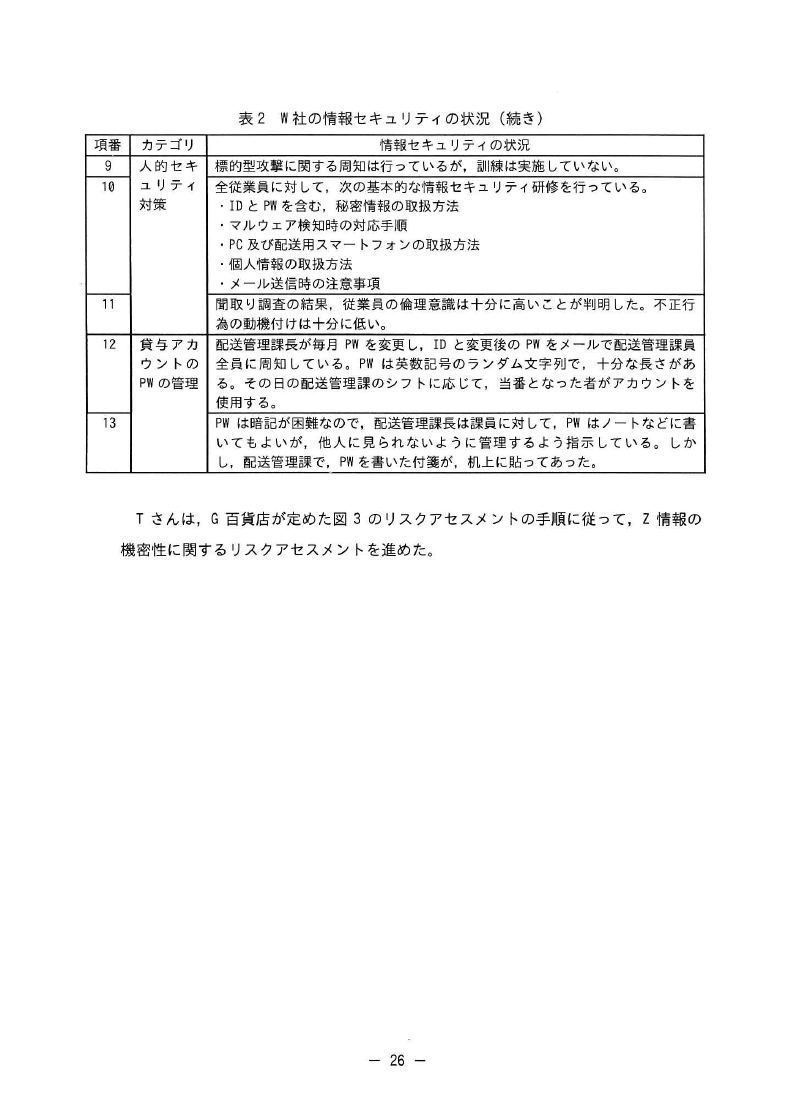 表２　Ｗ社の情報セキュリティの状況（続き）
項番 カテゴリ 情報セキュリティの状況
9 人的セキュリティ対策 標的型攻撃に関する周知は行っているが，訓練は実施していない。
10 全従業員に対して，次の基本的な情報セキュリティ研修を行っている。
・IDとPWを含む，秘密情報の取扱方法
・マルウェア検知時の対応手順
・PC及び配送用スマートフォンの取扱方法
・個人情報の取扱方法
・メール送信時の注意事項
11 聞取り調査の結果，従業員の倫理意識は十分に高いことが判明した。不正行
為の動機付けは十分に低い。
12 貸与アカウントのPWの管理 配送管理課長が毎月 PW を変更し，ID と変更後の PW をメールで配送管理課員
全員に周知している。PW は英数記号のランダム文字列で，十分な長さがあ
る。その日の配送管理課のシフトに応じて，当番となった者がアカウントを
使用する。
13 PW は暗記が困難なので，配送管理課長は課員に対して，PW はノートなどに書
いてもよいが，他人に見られないように管理するよう指示している。しか
し，配送管理課で，PWを書いた付箋が，机上に貼ってあった。
Ｔさんは，Ｇ百貨店が定めた図３のリスクアセスメントの手順に従って，Ｚ情報の
機密性に関するリスクアセスメントを進めた。
－ 26 －